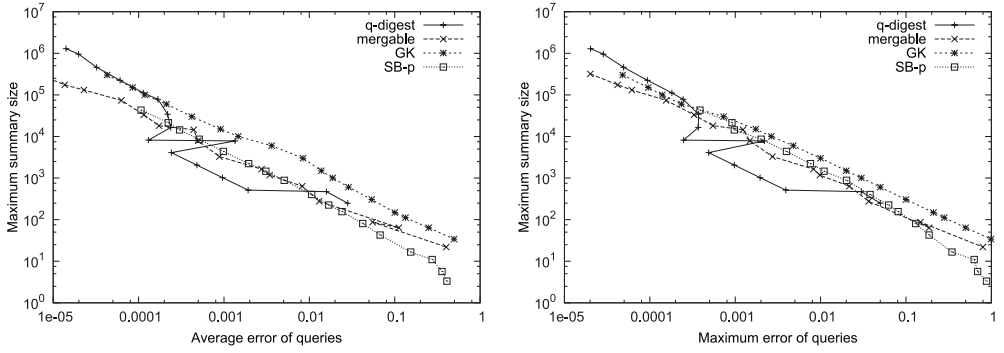 Maximum summary size
10^7
10^6
10^5
10^4
10^3
10^2
10^1
10^0
1e-05
0.0001
0.001
0.01
0.1
1
Average error of queries
q-digest
mergable
GK
SB-p
Maximum summary size
10^7
10^6
10^5
10^4
10^3
10^2
10^1
10^0
1e-05
0.0001
0.001
0.01
0.1
1
Maximum error of queries
q-digest
mergable
GK
SB-p